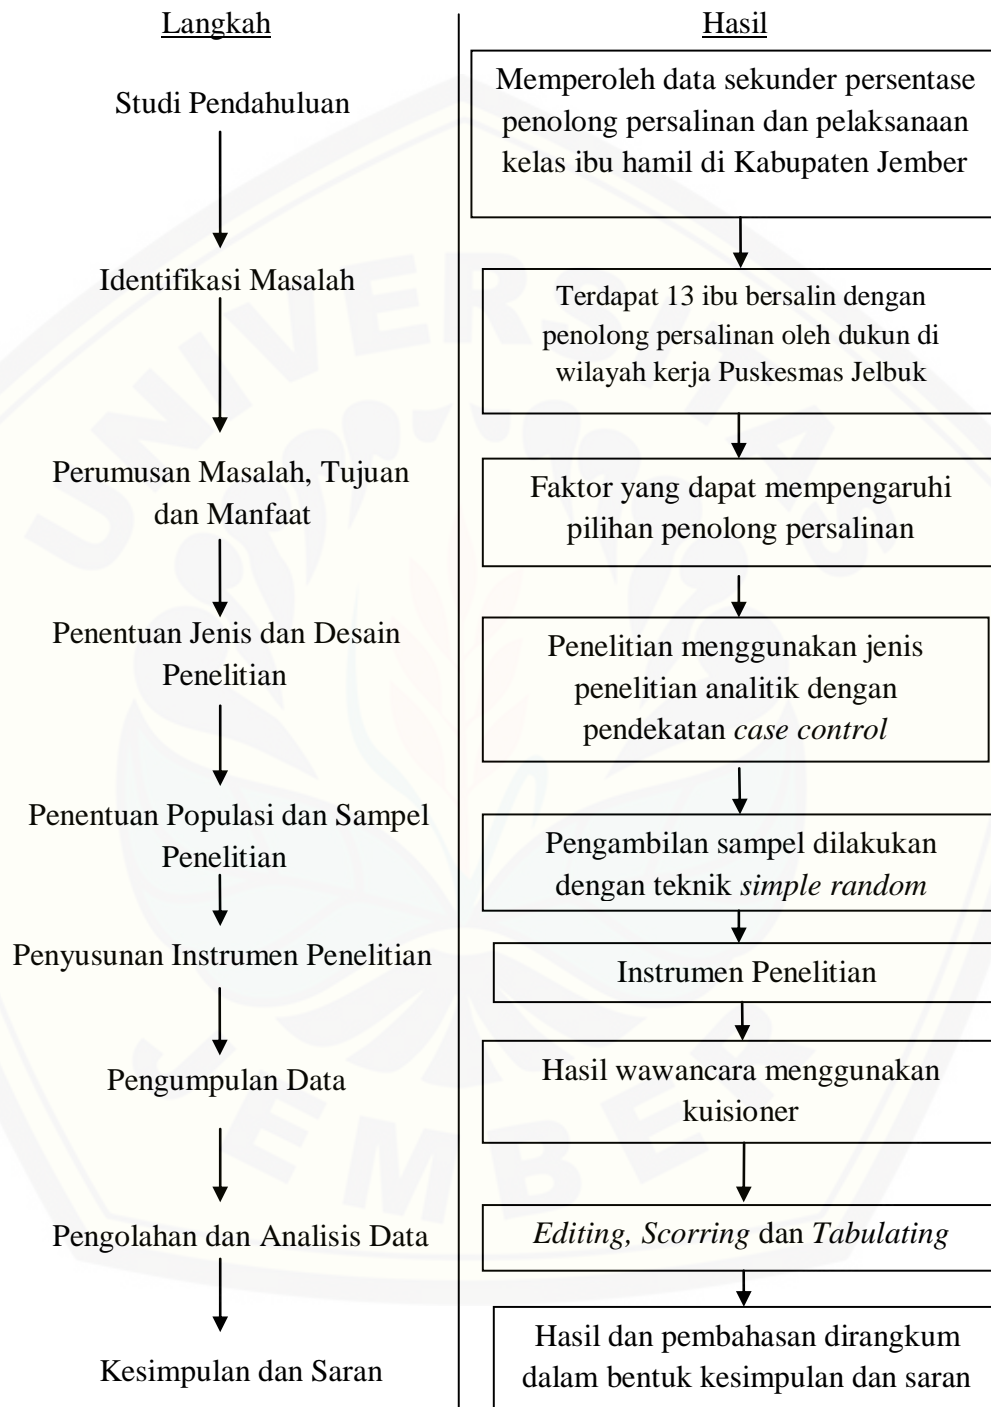 Langkah
Hasil
Studi Pendahuluan
Memperoleh data sekunder persentase
penolong persalinan dan pelaksanaan
kelas ibu hamil di Kabupaten Jember
Identifikasi Masalah
Terdapat 13 ibu bersalin dengan
penolong persalinan oleh dukun di
wilayah kerja Puskesmas Jelbuk
Perumusan Masalah, Tujuan
dan Manfaat
Faktor yang dapat mempengaruhi
pilihan penolong persalinan
Penentuan Jenis dan Desain
Penelitian
Penelitian menggunakan jenis
penelitian analitik dengan
pendekatan case control
Penentuan Populasi dan Sampel
Penelitian
Pengambilan sampel dilakukan
dengan teknik simple random
Penyusunan Instrumen Penelitian
Instrumen Penelitian
Pengumpulan Data
Hasil wawancara menggunakan
kuisioner
Pengolahan dan Analisis Data
Editing, Scorring dan Tabulating
Kesimpulan dan Saran
Hasil dan pembahasan dirangkum
dalam bentuk kesimpulan dan saran
UNIVERSITAS
JEMBER